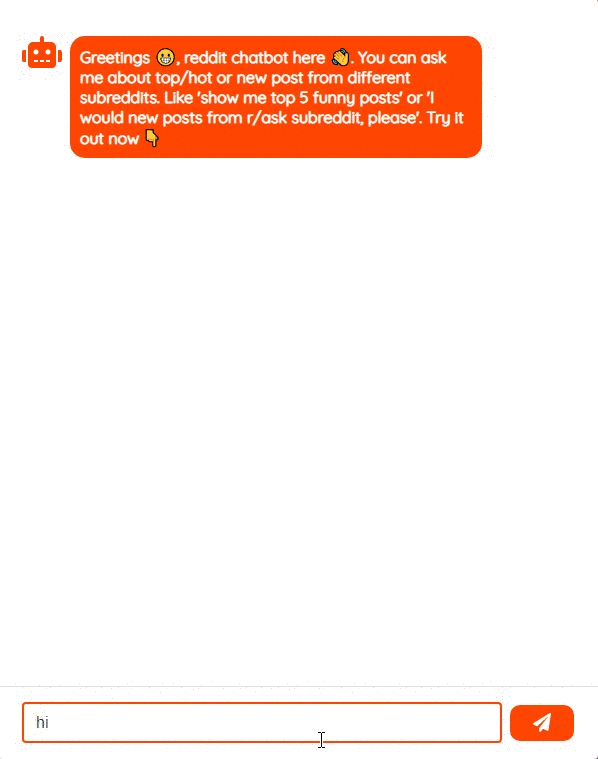 Greetings 😀, reddit chatbot here 👋. You can ask
me about top/hot or new post from different
subreddits. Like 'show me top 5 funny posts' or 'I
would new posts from r/ask subreddit, please'. Try it
out now 👇
hi